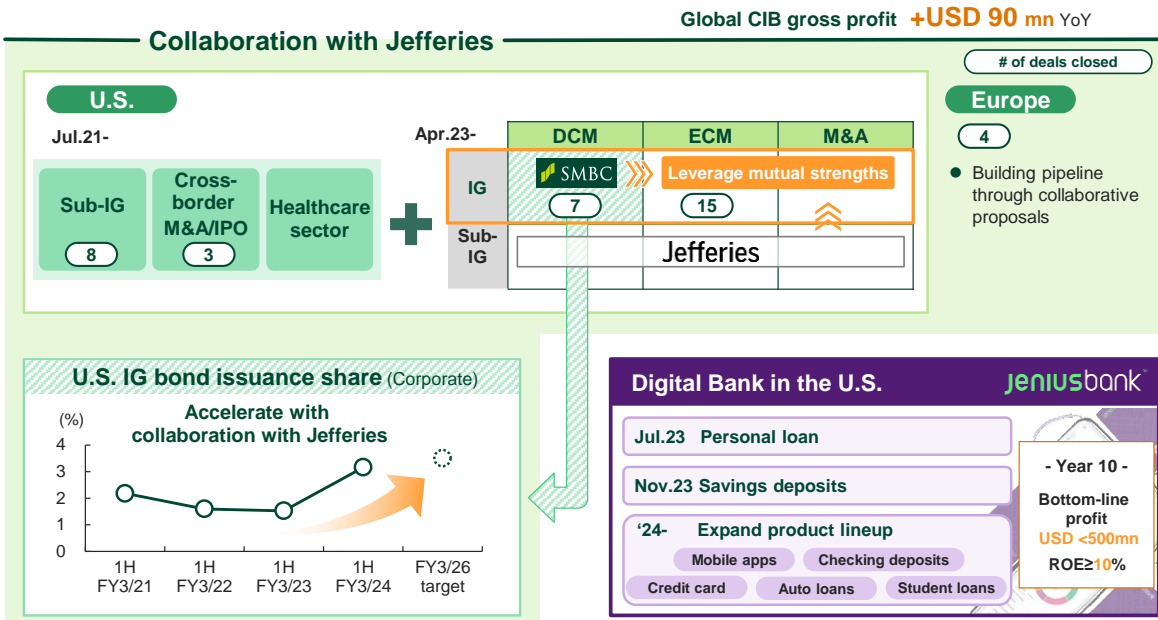 Global CIB gross profit +USD 90 mn YoY
Collaboration with Jefferies
# of deals closed
U.S.
Jul.21-
Sub-IG
8
Cross-
border
M&A/IPO
3
Healthcare
sector
Apr.23-
DCM ECM M&A
IG
SMBC
Leverage mutual strengths
7
15
Sub-
IG
Jefferies
Europe
4
● Building pipeline
through collaborative
proposals
U.S. IG bond issuance share (Corporate)
Accelerate with
collaboration with Jefferies
(%)
4
3
2
1
0
1H
FY3/21
1H
FY3/22
1H
FY3/23
1H
FY3/24
FY3/26
target
Digital Bank in the U.S.
Jeniusbank™
Jul.23 Personal loan
Nov.23 Savings deposits
‘24- Expand product lineup
Mobile apps Checking deposits
Credit card Auto loans Student loans
- Year 10 -
Bottom-line
profit
USD <500mn
ROE≥10%